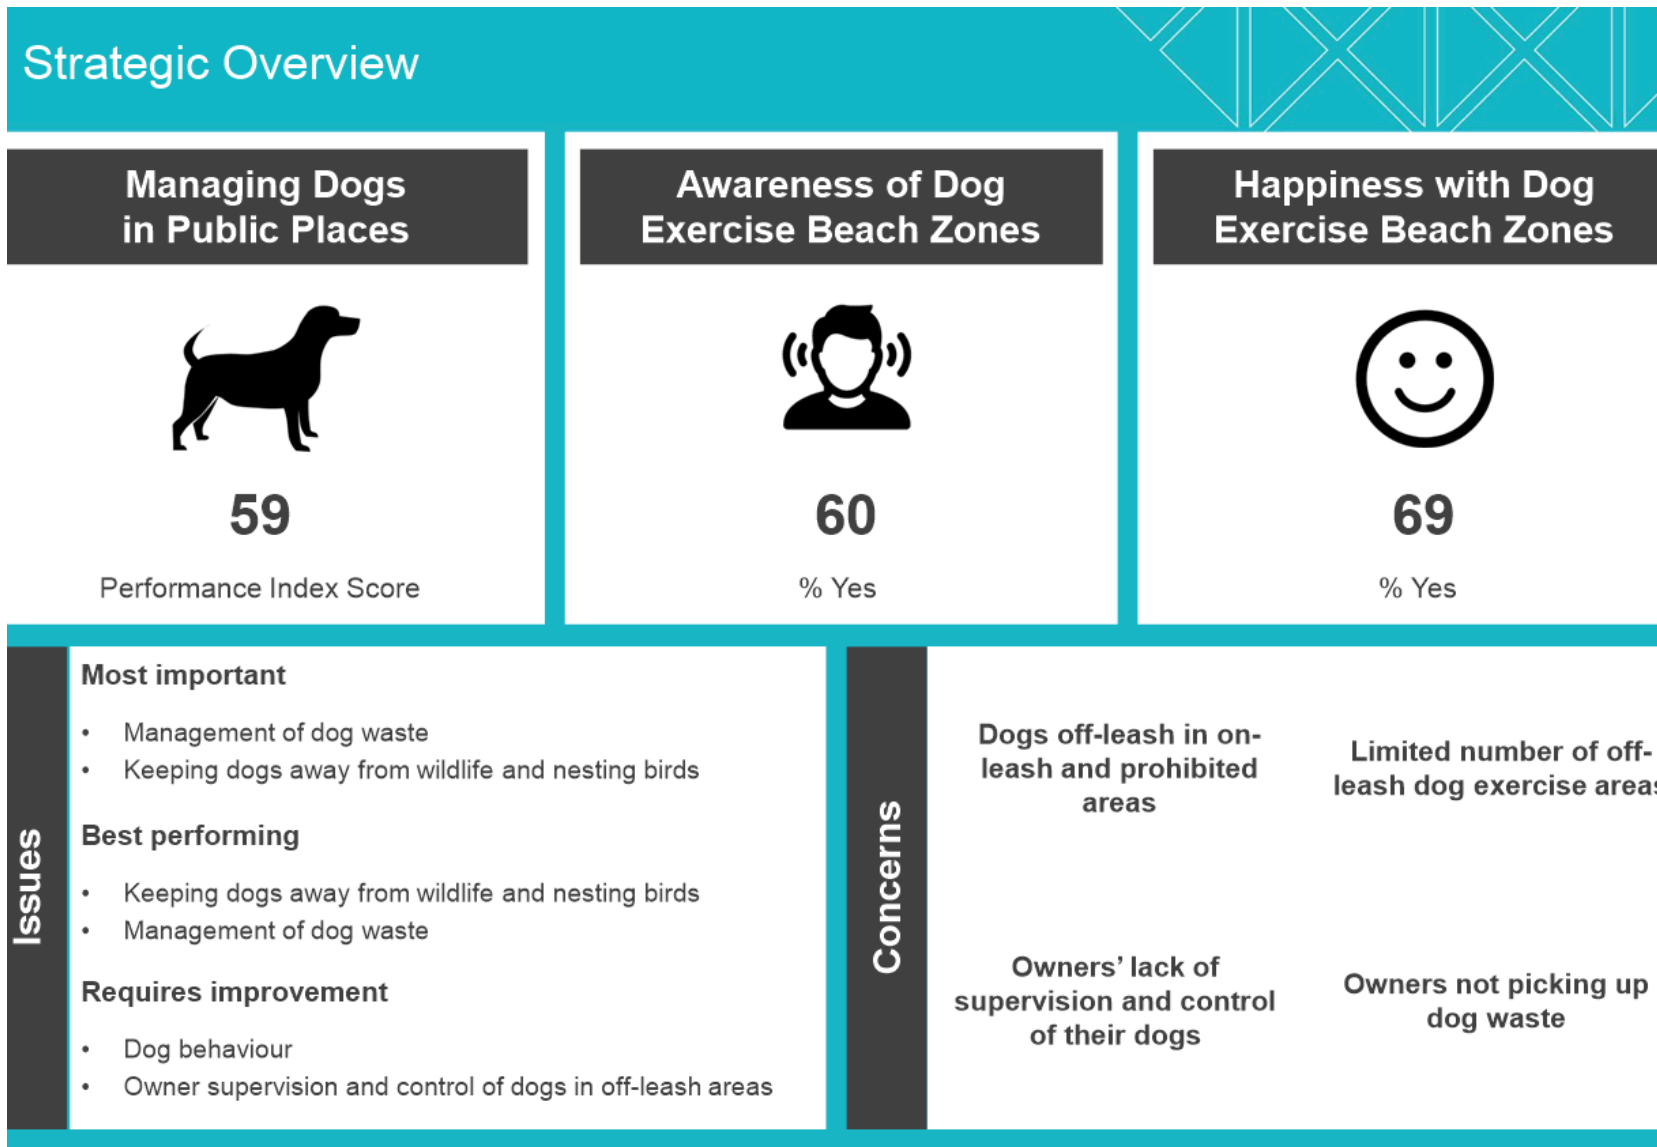 Strategic Overview
Managing Dogs
in Public Places
59
Performance Index Score
Awareness of Dog
Exercise Beach Zones
60
% Yes
Happiness with Dog
Exercise Beach Zones
69
% Yes
Issues
Most important
• Management of dog waste
• Keeping dogs away from wildlife and nesting birds
Best performing
• Keeping dogs away from wildlife and nesting birds
• Management of dog waste
Requires improvement
• Dog behaviour
• Owner supervision and control of dogs in off-leash areas
Concerns
Dogs off-leash in on-
leash and prohibited
areas
Limited number of off-
leash dog exercise areas
Owners’ lack of
supervision and control
of their dogs
Owners not picking up
dog waste